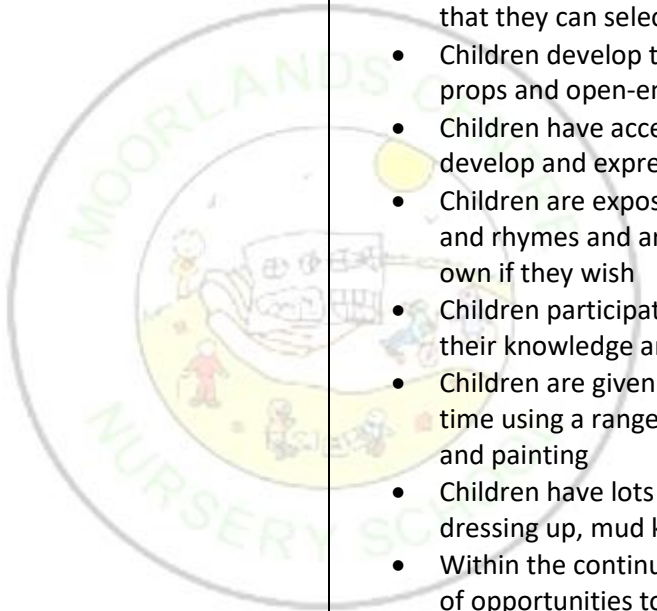 that they can selec
• Children develop t
props and open-er
• Children have acce
develop and expre
• Children are expos
and rhymes and ar
own if they wish
• Children participat
their knowledge ar
• Children are given
time using a range
and painting
• Children have lots
dressing up, mud k
• Within the continu
of opportunities to
MOORLANDS CENTRE
NURSERY SCHOOL